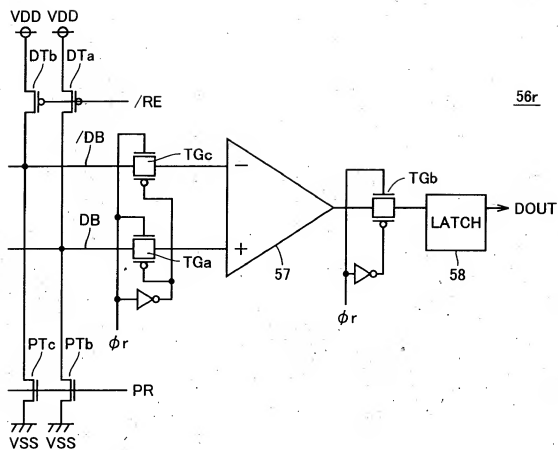 VDD VDD
DTb DTa
/RE
56r
/DB
TGc
TGb
−
DB
+
TGa
57
LATCH
DOUT
58
φr
φr
PTc PTb
PR
VSS VSS